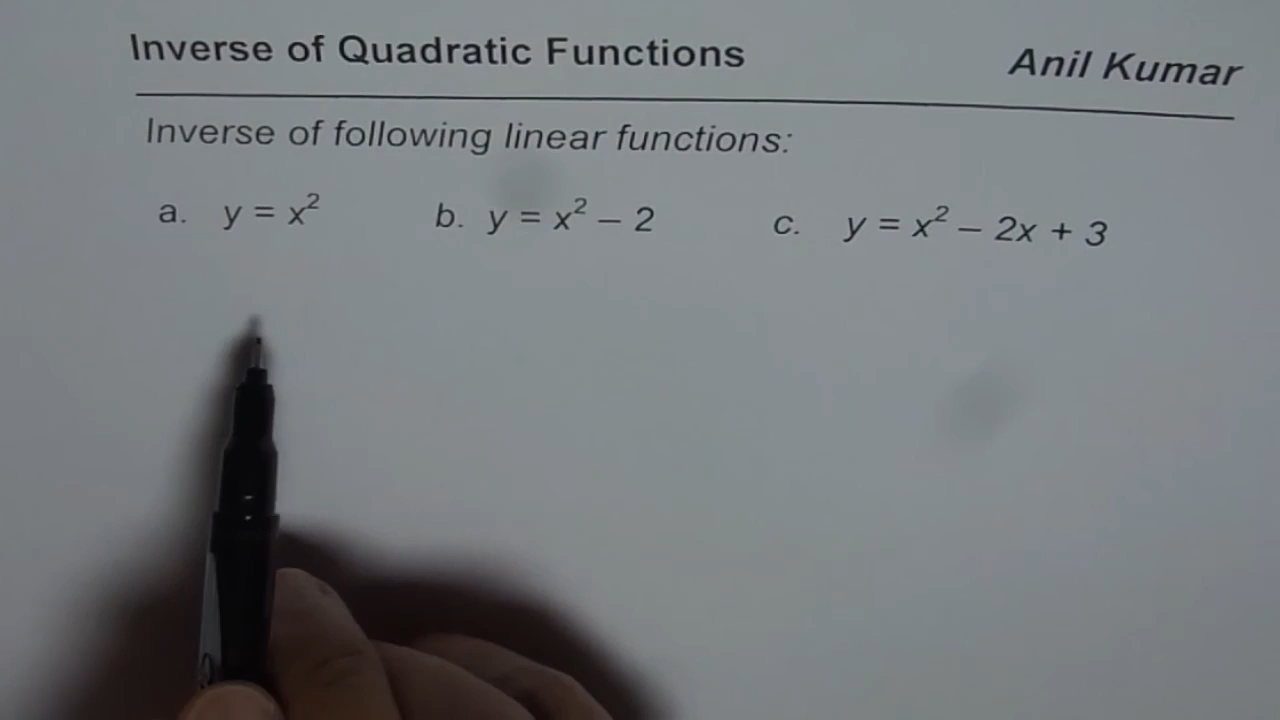 Inverse of Quadratic Functions Anil Kumar
Inverse of following linear functions:
a. y = x² b. y = x² – 2 c. y = x² – 2x + 3